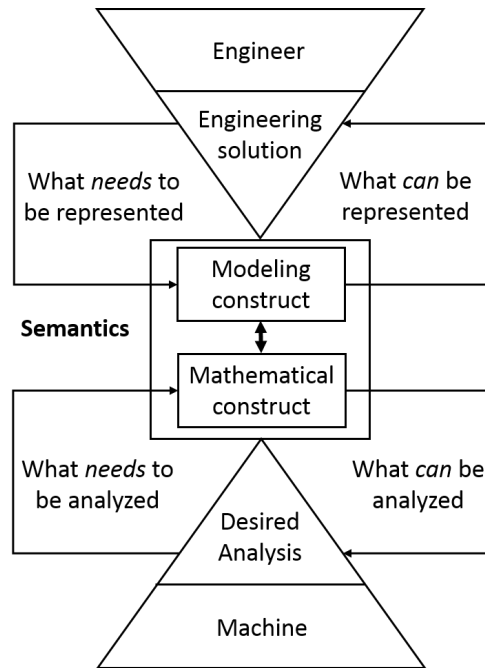 Engineer
Engineering
solution
What needs to
be represented
What can be
represented
Modeling
construct
Semantics
Mathematical
construct
What needs to
be analyzed
What can be
analyzed
Desired
Analysis
Machine